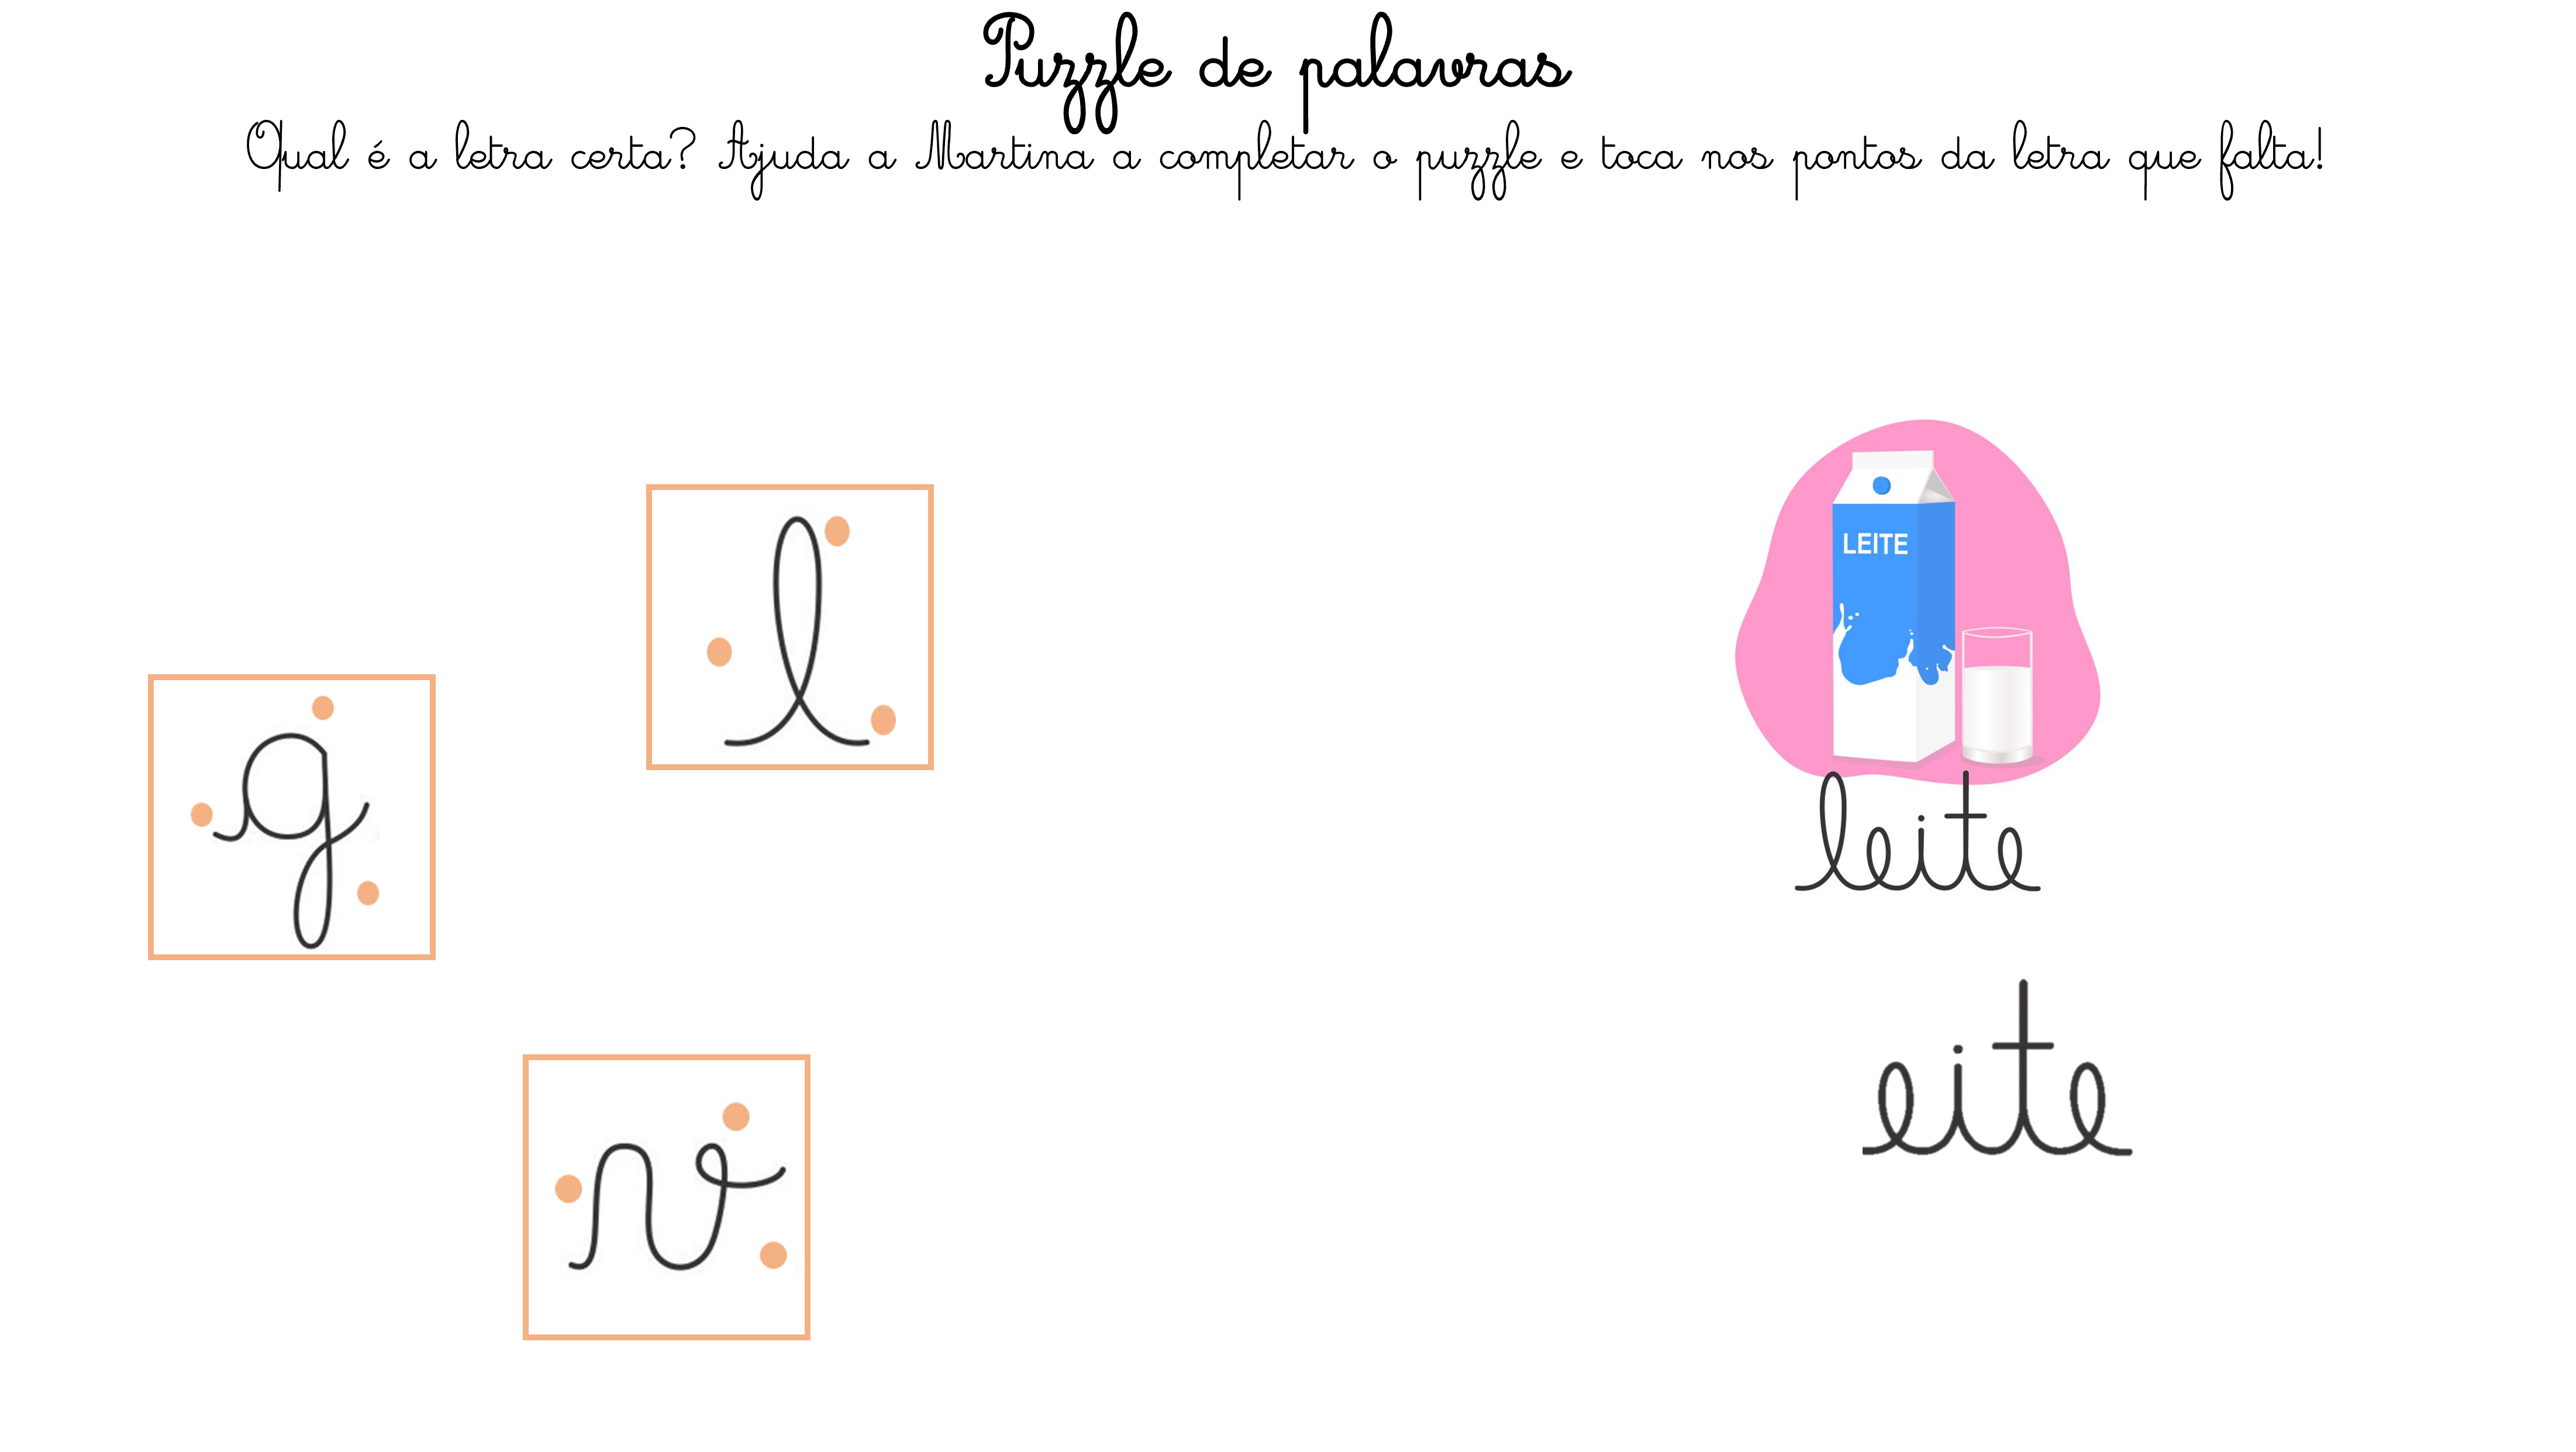 Puzzle de palavras
Qual é a letra certa? Ajuda a Martina a completar o puzzle e toca nos pontos da letra que falta!
l
LEITE
g
leite
eite
v